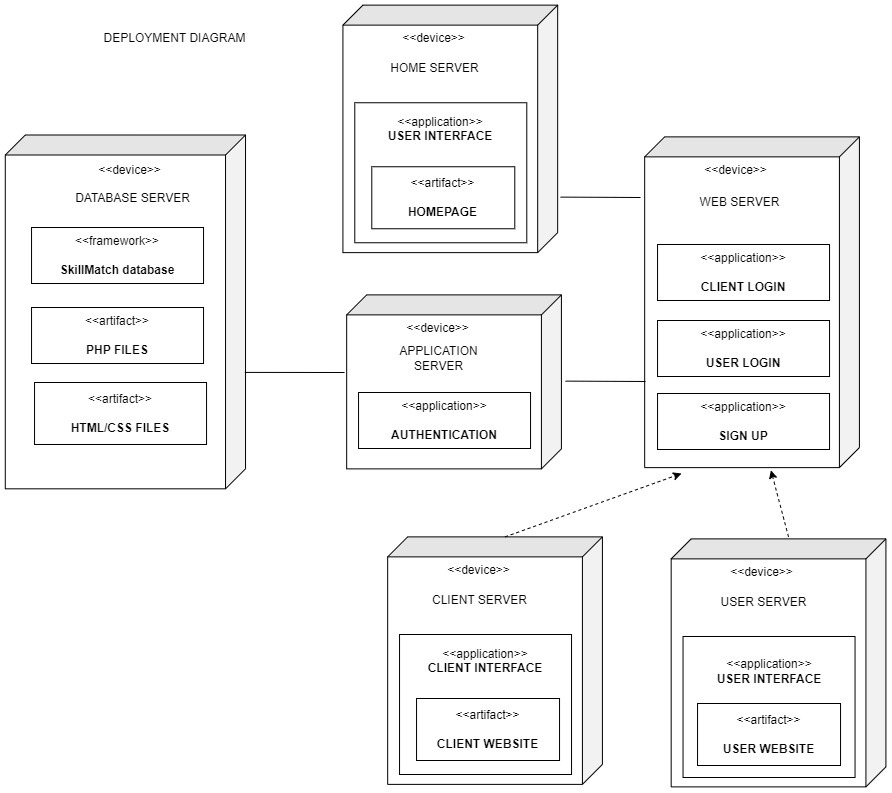 DEPLOYMENT DIAGRAM
<<device>>
HOME SERVER
<<application>>
USER INTERFACE
<<artifact>>
HOMEPAGE
<<device>>
DATABASE SERVER
<<framework>>
SkillMatch database
<<artifact>>
PHP FILES
<<artifact>>
HTML/CSS FILES
<<device>>
APPLICATION
SERVER
<<application>>
AUTHENTICATION
<<device>>
WEB SERVER
<<application>>
CLIENT LOGIN
<<application>>
USER LOGIN
<<application>>
SIGN UP
<<device>>
CLIENT SERVER
<<application>>
CLIENT INTERFACE
<<artifact>>
CLIENT WEBSITE
<<device>>
USER SERVER
<<application>>
USER INTERFACE
<<artifact>>
USER WEBSITE